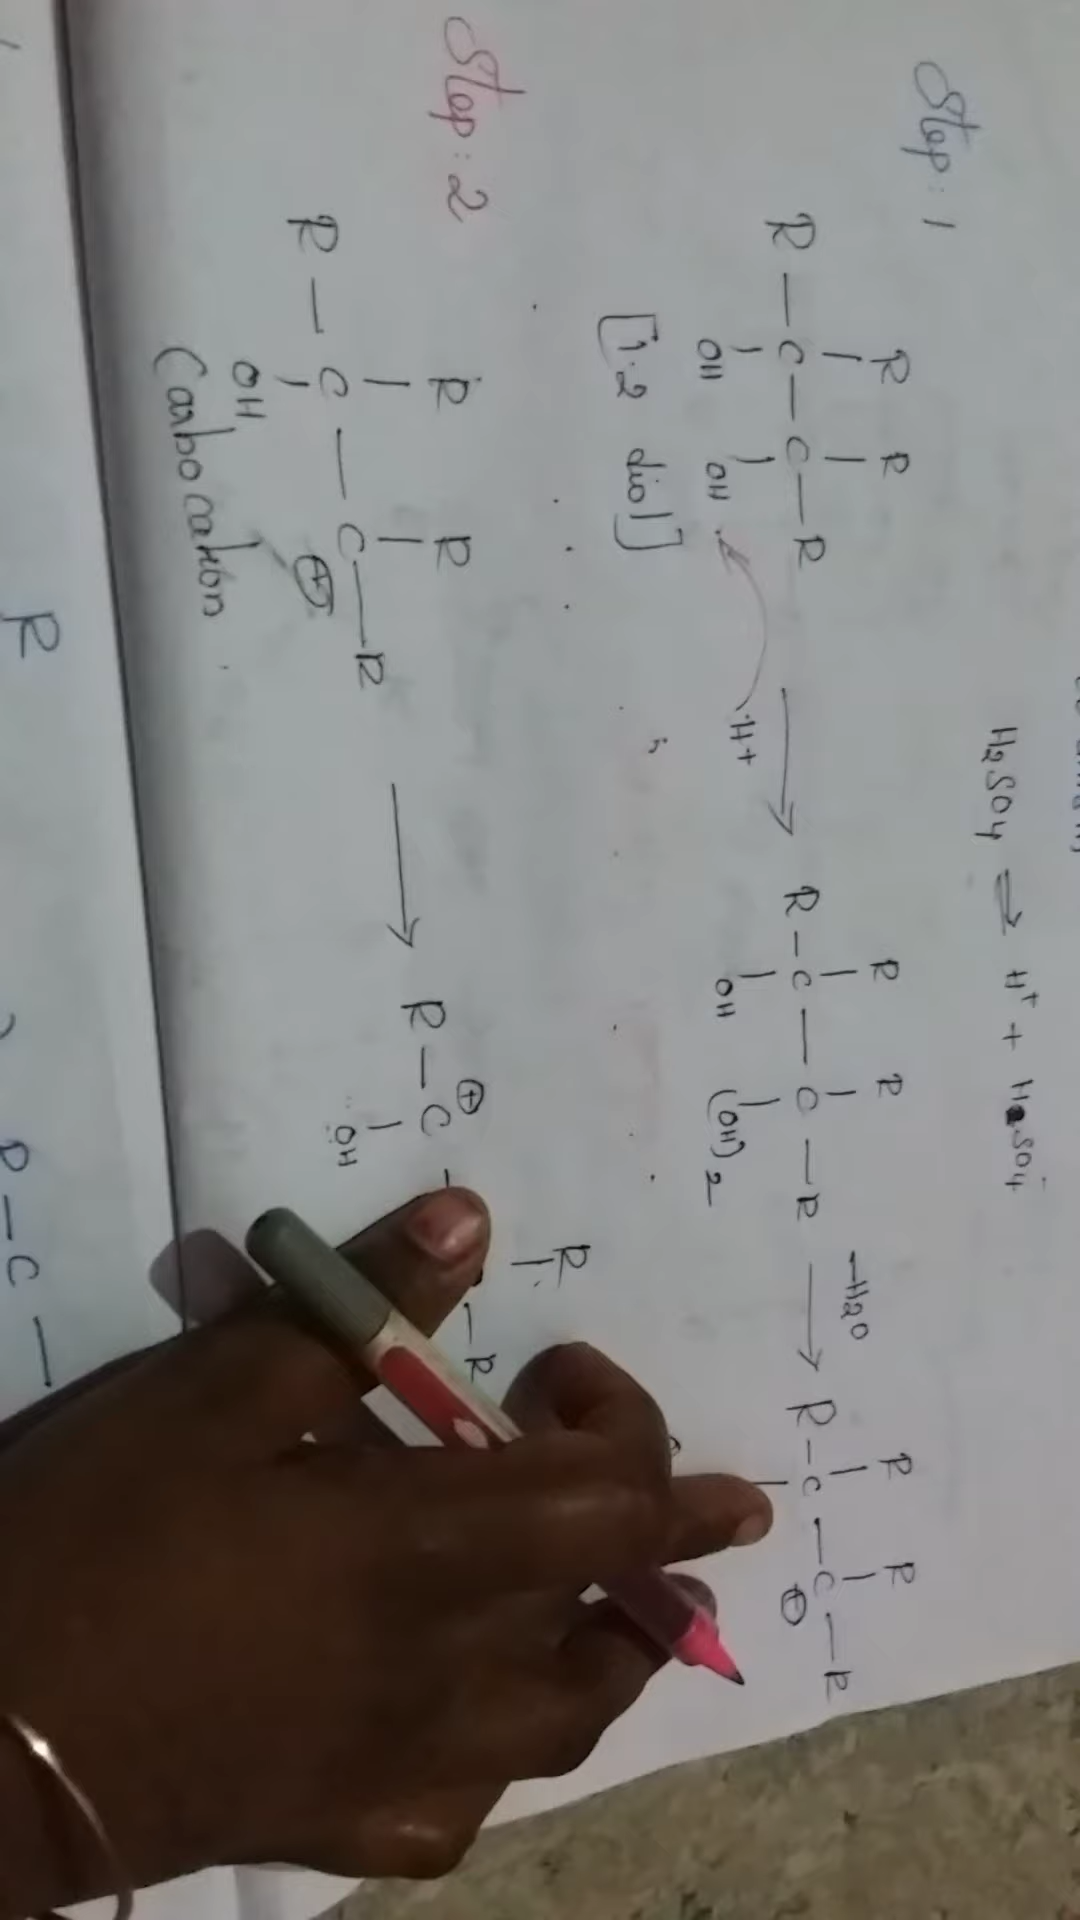 H2SO4 ⇌ H+ + HSO4-
Step: 1
R R R R -H2O R R
R — C — C — R ⟶ R — C — C — R ⟶ R — C — C — R
OH OH H+ OH (OH)2 ⊕
[1.2 diol]
Step: 2
R R ⊕ R
R — C — C — R ⟶ R — C — R
OH ⊕ :OH
Carbocation
R
R — C —